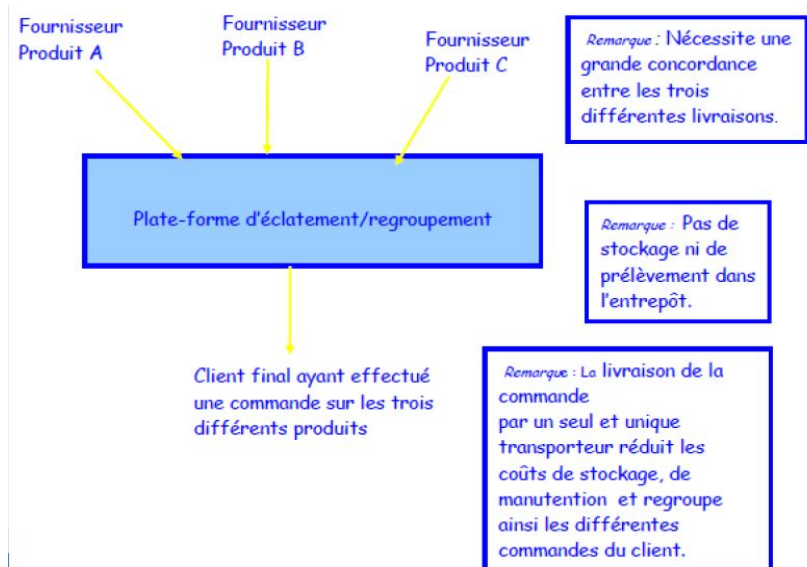 Fournisseur
Produit A
Fournisseur
Produit B
Fournisseur
Produit C
Remarque : Nécessite une
grande concordance
entre les trois
différentes livraisons.
Plate-forme d'éclatement/regroupement
Remarque : Pas de
stockage ni de
prélèvement dans
l'entrepôt.
Client final ayant effectué
une commande sur les trois
différents produits
Remarque : La livraison de la
commande
par un seul et unique
transporteur réduit les
coûts de stockage, de
manutention et regroupe
ainsi les différentes
commandes du client.